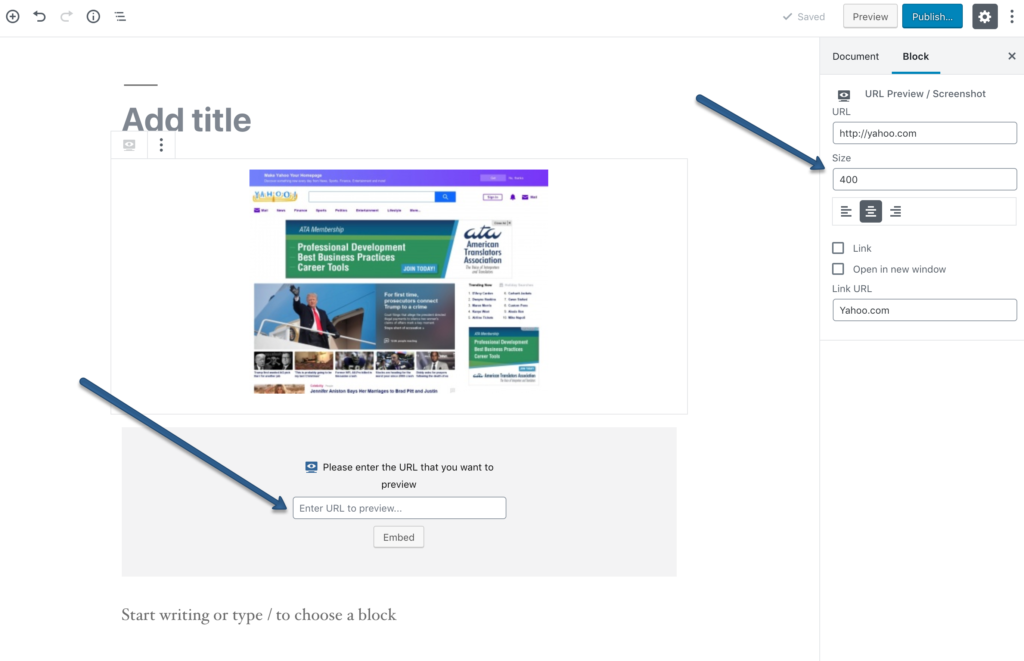 Saved
Preview
Publish...
Document
Block
URL Preview / Screenshot
URL
http://yahoo.com
Size
400
Link
Open in new window
Link URL
Yahoo.com
Add title
Make Yahoo Your Homepage
YAHOO!
Sign in
Mail
Mail News Finance Sports Politics Entertainment Lifestyle More...
ATA Membership
Professional Development
Best Business Practices
Career Tools
JOIN TODAY!
ata
American
Translators
Association
For first time,
prosecutors connect
Trump to a crime
Trending Now
ATA Membership
Professional Development
Best Business Practices
Career Tools
American Translators Association
Celebrity
Jennifer Aniston Says Her Marriages to Brad Pitt and Justin
Please enter the URL that you want to
preview
Enter URL to preview...
Embed
Start writing or type / to choose a block